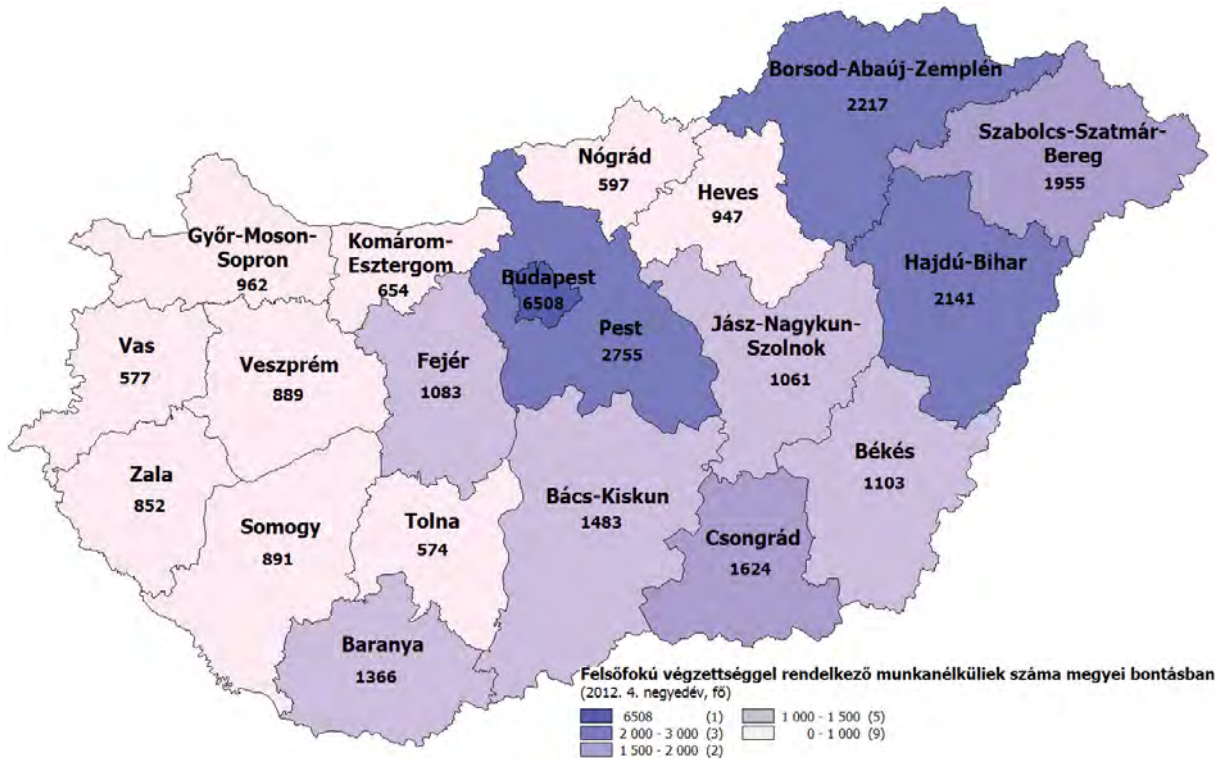 Borsod-Abaúj-Zemplén
2217
Szabolcs-Szatmár-
Bereg
1955
Nógrád
597
Heves
947
Győr-Moson-
Sopron
962
Komárom-
Esztergom
654
Budapest
6508
Hajdú-Bihar
2141
Pest
2755
Jász-Nagykun-
Szolnok
1061
Vas
577
Veszprém
889
Fejér
1083
Békés
1103
Zala
852
Bács-Kiskun
1483
Somogy
891
Tolna
574
Csongrád
1624
Baranya
1366
Felsőfokú végzettséggel rendelkező munkanélküliek száma megyei bontásban
(2012. 4. negyedév, fő)
6508 (1)
2 000 - 3 000 (3)
1 500 - 2 000 (2)
1 000 - 1 500 (5)
0 - 1 000 (9)